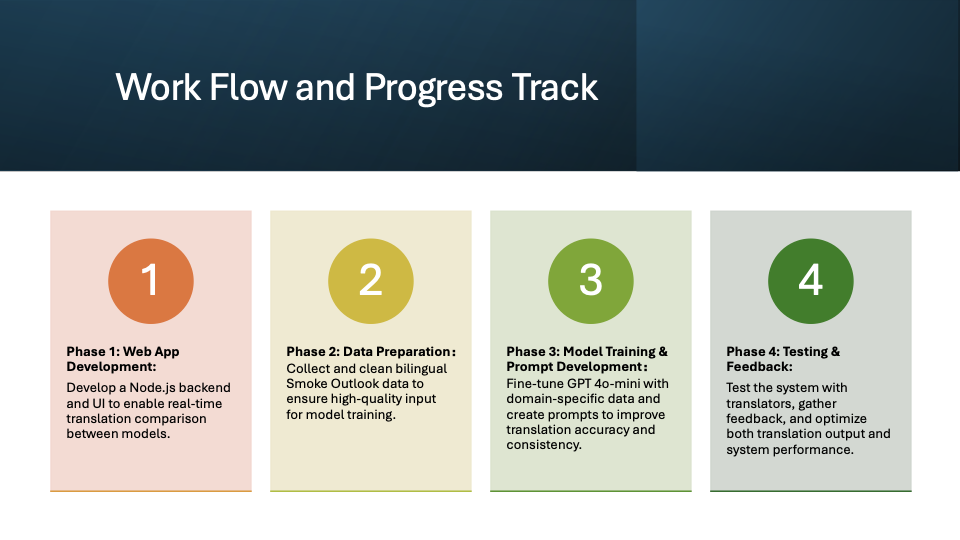 Work Flow and Progress Track
1
Phase 1: Web App
Development:
Develop a Node.js backend
and UI to enable real-time
translation comparison
between models.
2
Phase 2: Data Preparation：
Collect and clean bilingual
Smoke Outlook data to
ensure high-quality input
for model training.
3
Phase 3: Model Training &
Prompt Development：
Fine-tune GPT 4o-mini with
domain-specific data and
create prompts to improve
translation accuracy and
consistency.
4
Phase 4: Testing &
Feedback:
Test the system with
translators, gather
feedback, and optimize
both translation output and
system performance.